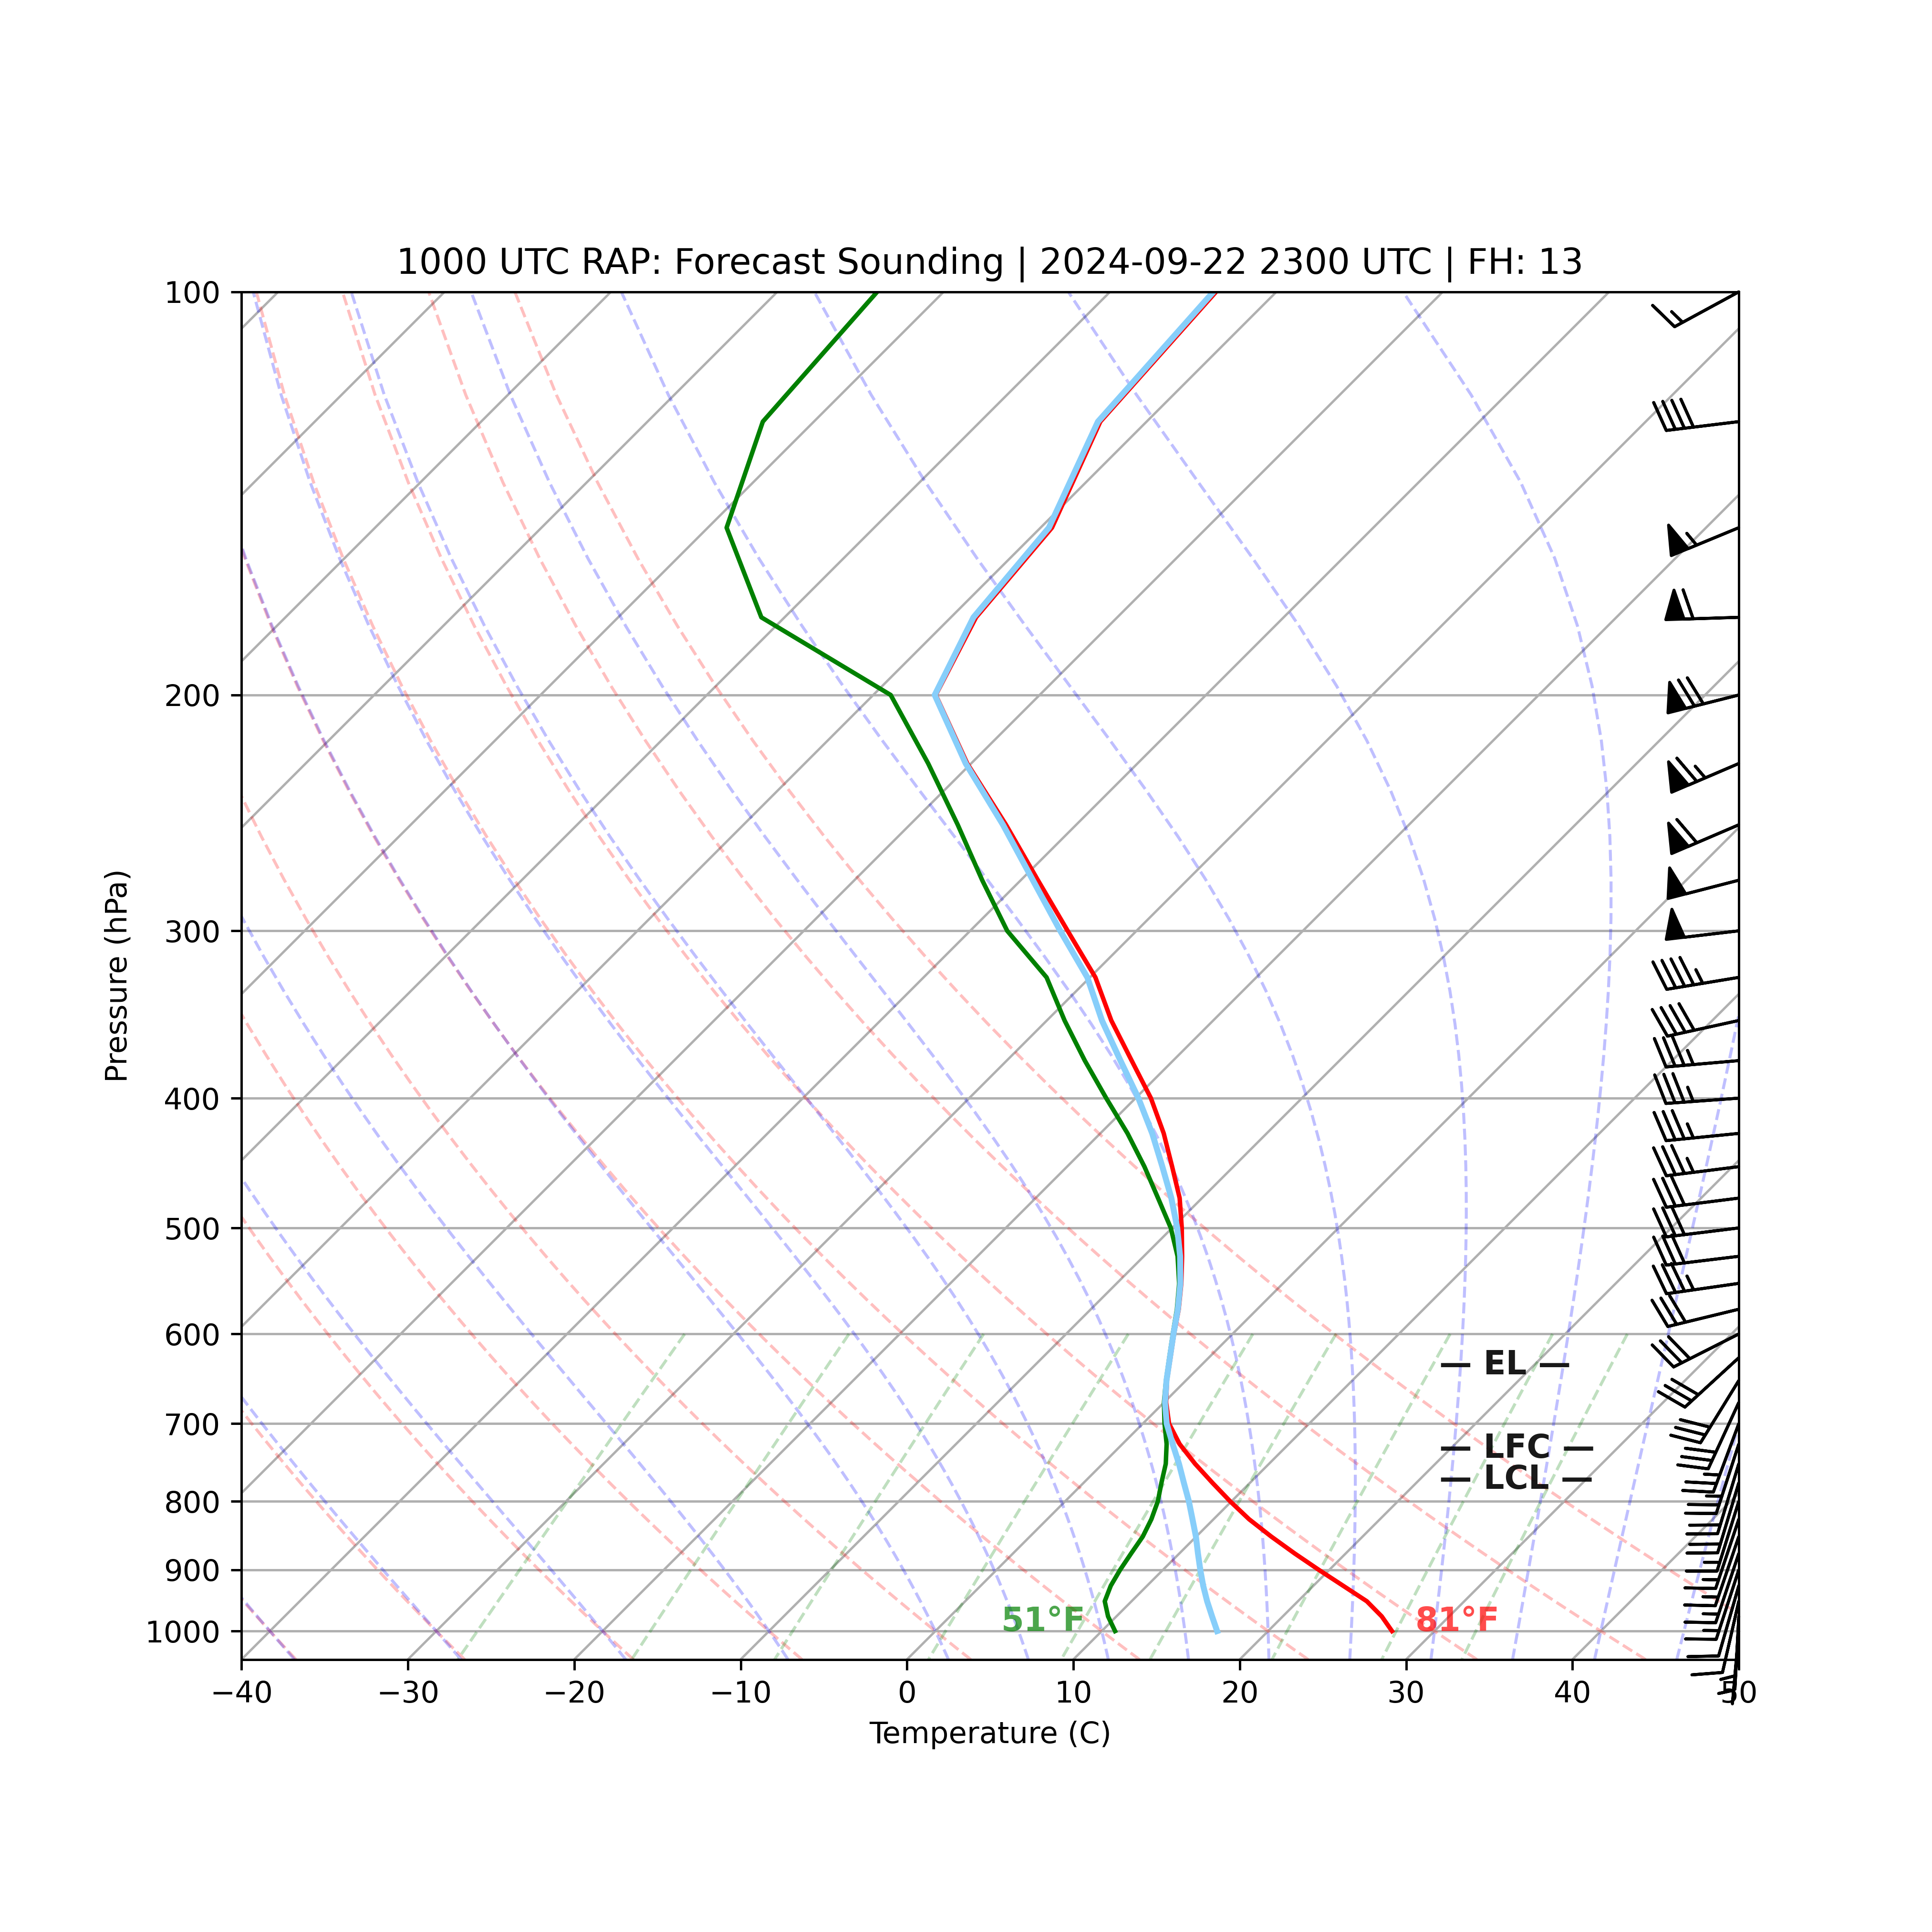 1000 UTC RAP: Forecast Sounding | 2024-09-22 2300 UTC | FH: 13
100
200
300
400
500
600
700
800
900
1000
Pressure (hPa)
— EL —
— LFC —
— LCL —
51°F
81°F
−40 −30 −20 −10 0 10 20 30 40 50
Temperature (C)